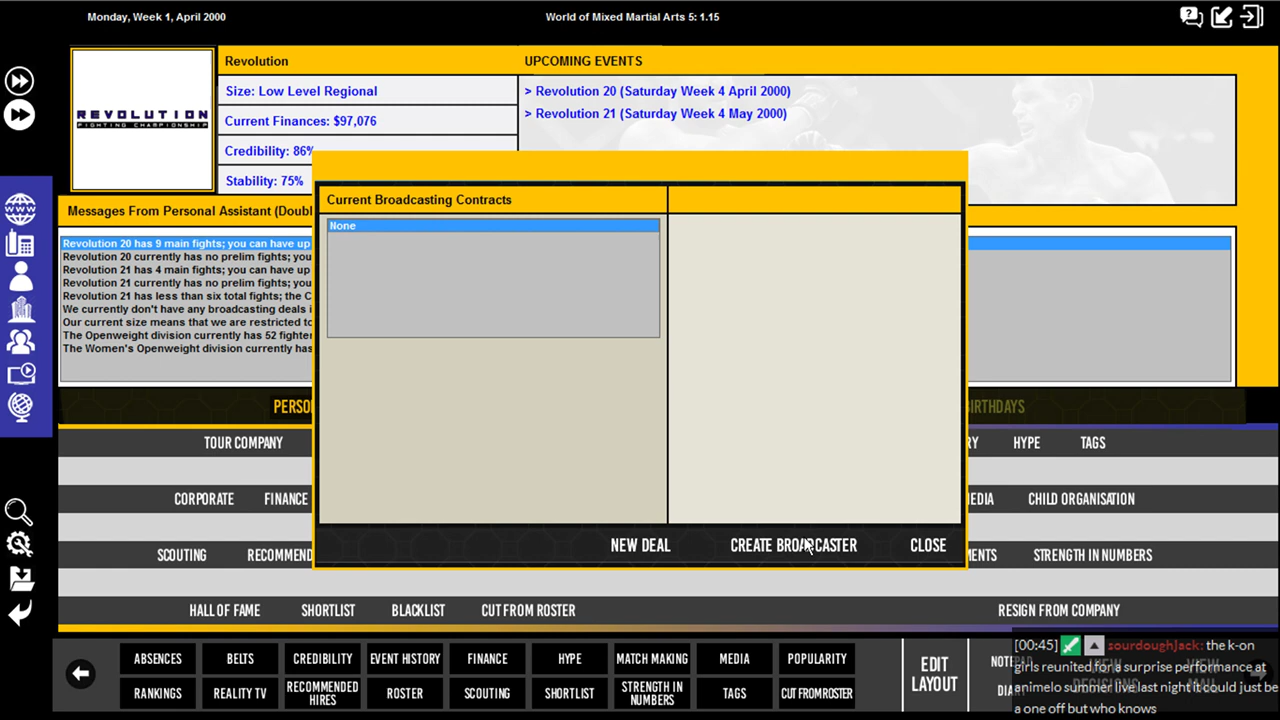 Monday, Week 1, April 2000
World of Mixed Martial Arts 5: 1.15
Revolution
UPCOMING EVENTS
REVOLUTION
FIGHTING CHAMPIONSHIP
Size: Low Level Regional
> Revolution 20 (Saturday Week 4 April 2000)
Current Finances: $97,076
> Revolution 21 (Saturday Week 4 May 2000)
Credibility: 86%
Stability: 75%
Current Broadcasting Contracts
None
Messages From Personal Assistant (Doubl
Revolution 20 has 9 main fights; you can have up
Revolution 20 currently has no prelim fights; you
Revolution 21 has 4 main fights; you can have up
Revolution 21 currently has no prelim fights; you
Revolution 21 has less than six total fights; the C
We currently don't have any broadcasting deals i
Our current size means that we are restricted to
The Openweight division currently has 52 fighter
The Women's Openweight division currently has
NEW DEAL
CREATE BROADCASTER
CLOSE
PERSO
BIRTHDAYS
TOUR COMPANY
RY
HYPE
TAGS
CORPORATE
FINANCE
EDIA
CHILD ORGANISATION
SCOUTING
RECOMMEND
MENTS
STRENGTH IN NUMBERS
HALL OF FAME
SHORTLIST
BLACKLIST
CUT FROM ROSTER
RESIGN FROM COMPANY
ABSENCES
BELTS
CREDIBILITY
EVENT HISTORY
FINANCE
HYPE
MATCH MAKING
MEDIA
POPULARITY
RANKINGS
REALITY TV
RECOMMENDED HIRES
ROSTER
SCOUTING
SHORTLIST
STRENGTH IN NUMBERS
TAGS
CUT FROM ROSTER
EDIT LAYOUT
[00:45] sourdoughjack: the k-on
girls reunited for a surprise performance at
animelo summer live last night it could just be
a one off but who knows